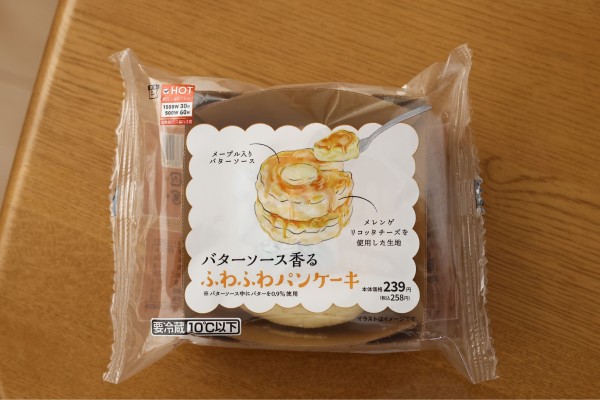 HOT
1500W 30秒
500W 60秒
メープル入り
バターソース
メレンゲ
リコッタチーズを
使用した生地
バターソース香る
ふわふわパンケーキ
本体価格239円
(税込258円)
※バターソース中にバターを0.9%使用
イラストはイメージです
要冷蔵 10℃以下